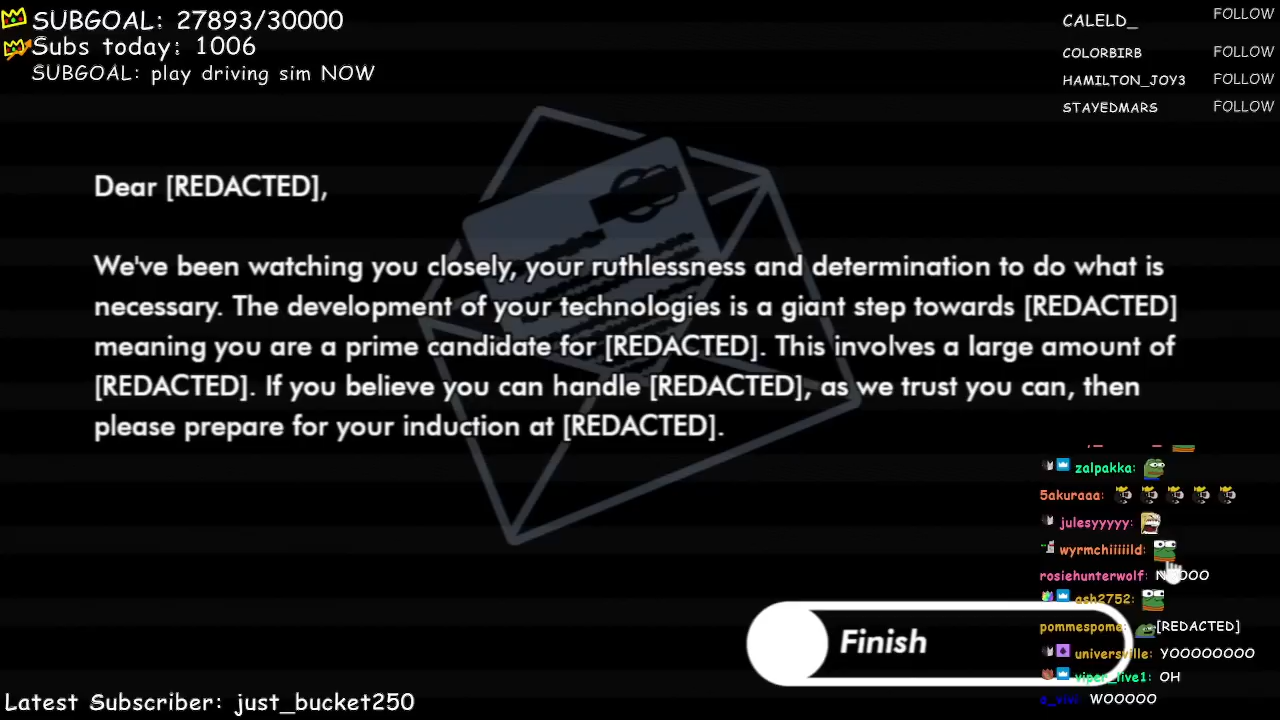 SUBGOAL: 27893/30000
Subs today: 1006
SUBGOAL: play driving sim NOW
CALELD_ FOLLOW
COLORBIRB FOLLOW
HAMILTON_JOY3 FOLLOW
STAYEDMARS FOLLOW
Dear [REDACTED],
We've been watching you closely, your ruthlessness and determination to do what is
necessary. The development of your technologies is a giant step towards [REDACTED]
meaning you are a prime candidate for [REDACTED]. This involves a large amount of
[REDACTED]. If you believe you can handle [REDACTED], as we trust you can, then
please prepare for your induction at [REDACTED].
zalpakka:
5akuraaa:
julesyyyyy:
wyrmchiiiiild:
rosiehunterwolf:
ash2752:
pommespome: [REDACTED]
universville: YOOOOOOOO
viper_live1: OH
a_vivi: WOOOOO
Finish
Latest Subscriber: just_bucket250